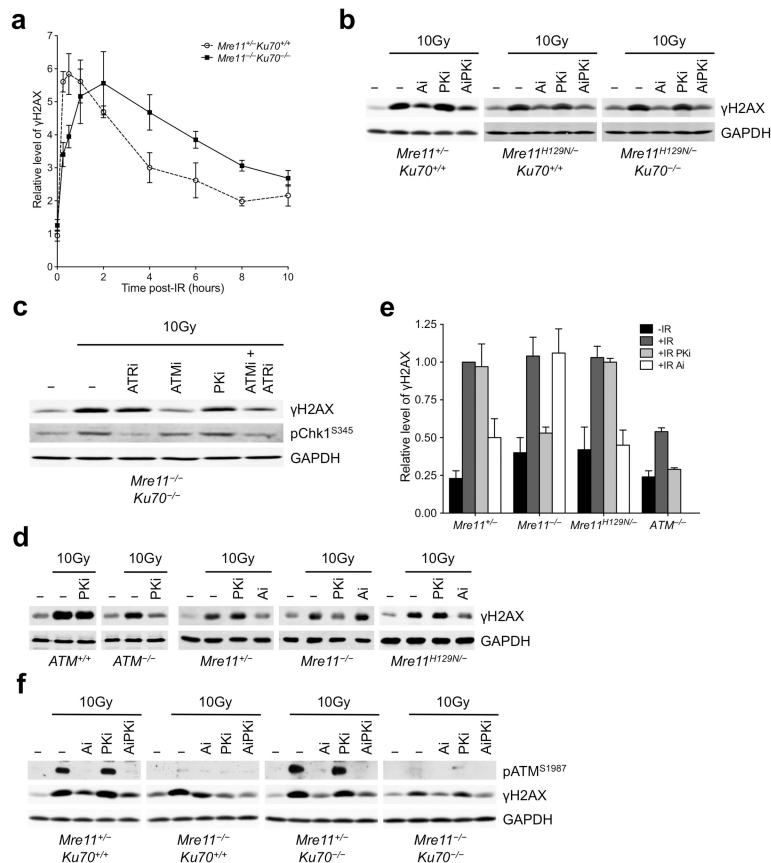 a
Mre11+/−Ku70+/+
Mre11−/−Ku70−/−
Relative level of γH2AX
7
6
5
4
3
2
1
0
0 2 4 6 8 10
Time post-IR (hours)
b
10Gy 10Gy 10Gy
– – Ai PKi AiPKi – – Ai PKi AiPKi – – Ai PKi AiPKi
γH2AX
GAPDH
Mre11+/− Mre11H129N/− Mre11H129N/−
Ku70+/+ Ku70+/+ Ku70−/−
c
10Gy
– – ATRi ATMi PKi ATMi + ATRi
γH2AX
pChk1S345
GAPDH
Mre11−/−
Ku70−/−
e
-IR
+IR
+IR PKi
+IR Ai
Relative level of γH2AX
1.25
1.00
0.75
0.50
0.25
0.00
Mre11+/− Mre11−/− Mre11H129N/− ATM−/−
d
10Gy 10Gy 10Gy 10Gy 10Gy
– – PKi – – PKi – – PKi Ai – – PKi Ai – – PKi Ai
γH2AX
GAPDH
ATM+/+ ATM−/− Mre11+/− Mre11−/− Mre11H129N/−
f
10Gy 10Gy 10Gy 10Gy
– – Ai PKi AiPKi – – Ai PKi AiPKi – – Ai PKi AiPKi – – Ai PKi AiPKi
pATMS1987
γH2AX
GAPDH
Mre11+/− Mre11−/− Mre11+/− Mre11−/−
Ku70+/+ Ku70+/+ Ku70−/− Ku70−/−